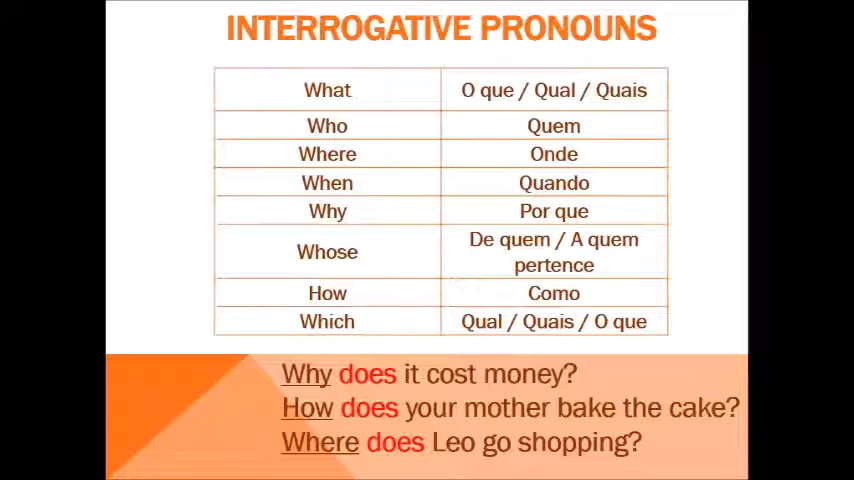 INTERROGATIVE PRONOUNS
What O que / Qual / Quais
Who Quem
Where Onde
When Quando
Why Por que
Whose De quem / A quem
pertence
How Como
Which Qual / Quais / O que
Why does it cost money?
How does your mother bake the cake?
Where does Leo go shopping?